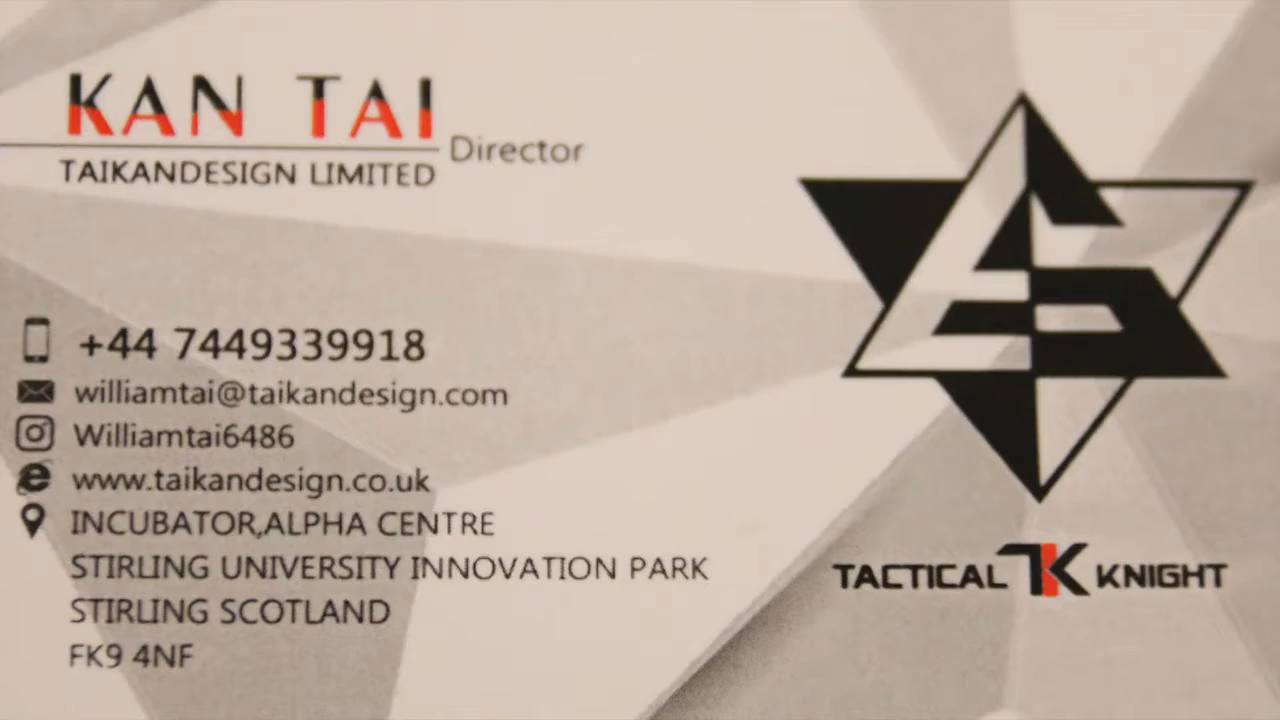 KAN TAI
Director
TAIKANDESIGN LIMITED
+44 7449339918
williamtai@taikandesign.com
Williamtai6486
www.taikandesign.co.uk
INCUBATOR,ALPHA CENTRE
STIRLING UNIVERSITY INNOVATION PARK
STIRLING SCOTLAND
FK9 4NF
TACTICAL TK KNIGHT